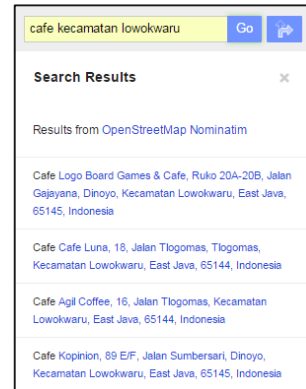 cafe kecamatan lowokwaru
Go
Search Results
×
Results from OpenStreetMap Nominatim
Cafe Logo Board Games & Cafe, Ruko 20A-20B, Jalan
Gajayana, Dinoyo, Kecamatan Lowokwaru, East Java,
65145, Indonesia
Cafe Cafe Luna, 18, Jalan Tlogomas, Tlogomas,
Kecamatan Lowokwaru, East Java, 65144, Indonesia
Cafe Agil Coffee, 16, Jalan Tlogomas, Kecamatan
Lowokwaru, East Java, 65144, Indonesia
Cafe Kopinion, 89 E/F, Jalan Sumbersari, Dinoyo,
Kecamatan Lowokwaru, East Java, 65145, Indonesia